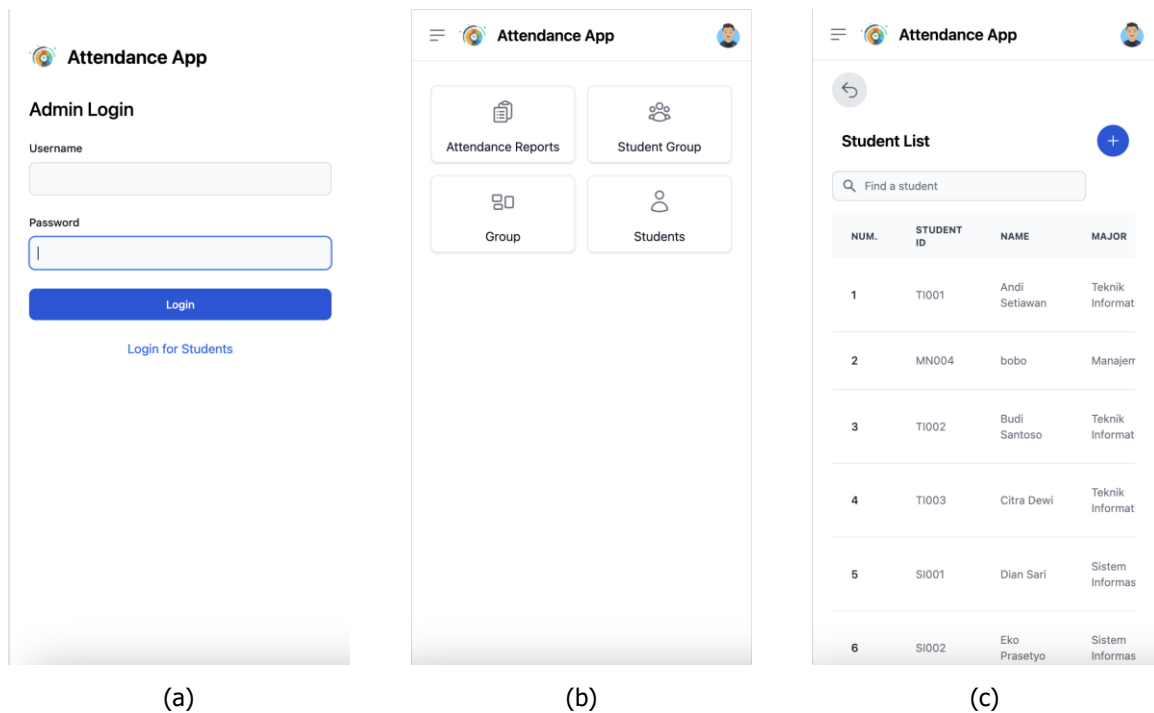 Attendance App
Admin Login
Username
Password
Login
Login for Students
(a)
Attendance App
Attendance Reports
Student Group
Group
Students
(b)
Attendance App
Student List
+
Find a student
NUM. STUDENT ID NAME MAJOR
1 TI001 Andi Setiawan Teknik Informat
2 MN004 bobo Manajem
3 TI002 Budi Santoso Teknik Informat
4 TI003 Citra Dewi Teknik Informat
5 SI001 Dian Sari Sistem Informas
6 SI002 Eko Prasetyo Sistem Informas
(c)